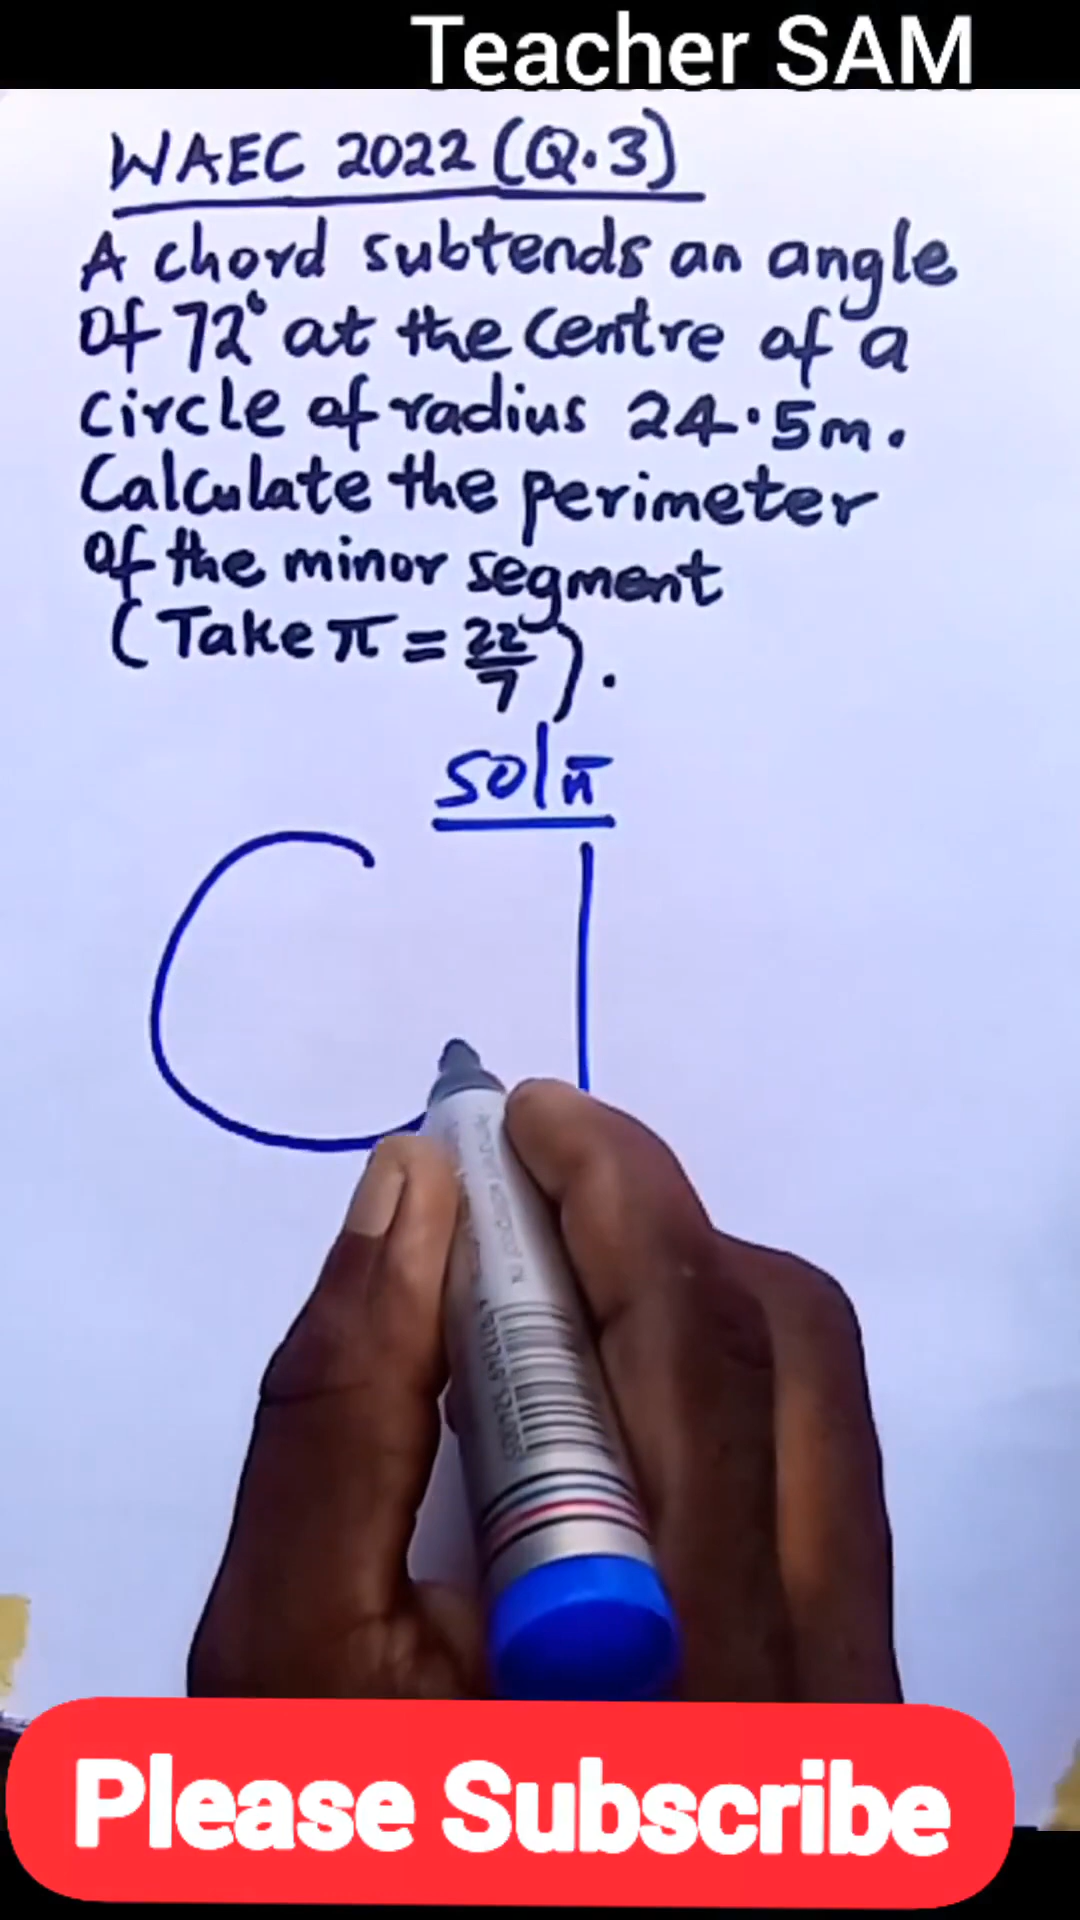 Teacher SAM
WAEC 2022 (Q.3)
A chord subtends an angle
Of 72° at the Centre of a
Circle of radius 24.5m.
Calculate the perimeter
Of the minor segment
(Take π = 22/7).
Soln̄
Please Subscribe